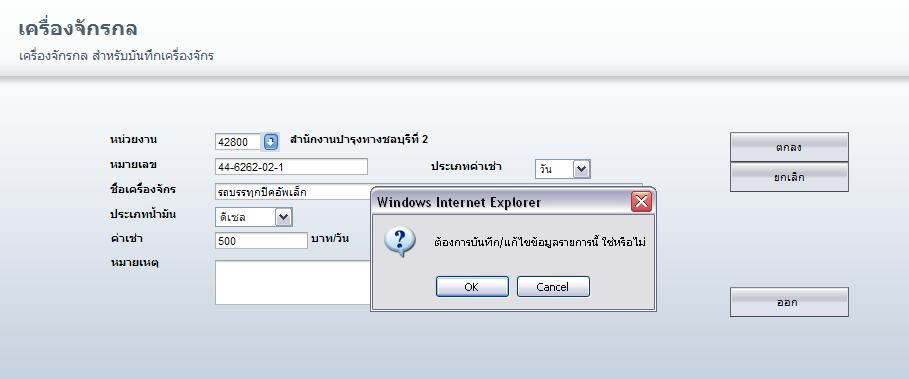 เครื่องจักรกล
เครื่องจักรกล สำหรับบันทึกเครื่องจักร
หน่วยงาน 42800 สำนักงานบำรุงทางชลบุรีที่ 2
ตกลง
หมายเลข 44-6262-02-1 ประเภทค่าเช่า วัน
ยกเลิก
ชื่อเครื่องจักร รถบรรทุกปิคอัพเล็ก
Windows Internet Explorer
ประเภทน้ำมัน ดีเซล
ค่าเช่า 500 บาท/วัน
ต้องการบันทึก/แก้ไขข้อมูลรายการนี้ ใช่หรือไม่
หมายเหตุ
OK Cancel
ออก